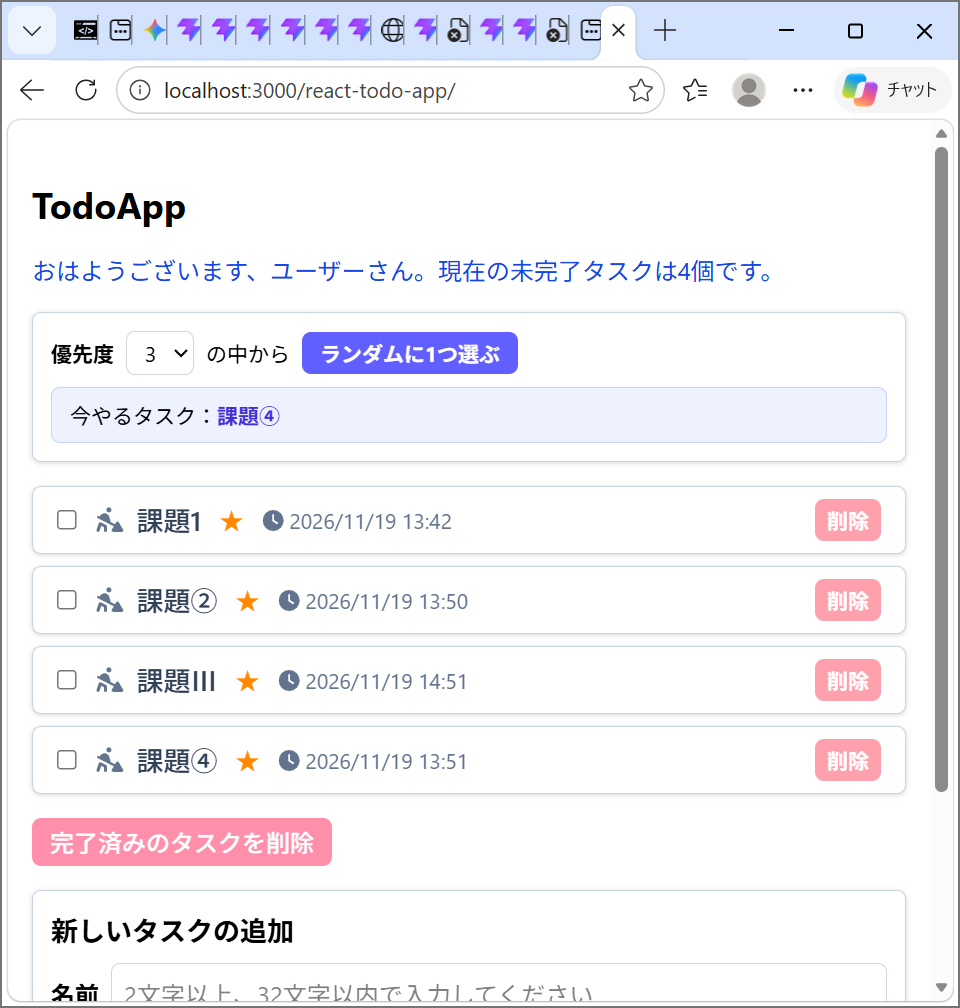 localhost:3000/react-todo-app/
チャット
TodoApp
おはようございます、ユーザーさん。現在の未完了タスクは4個です。
優先度 3 の中から ランダムに1つ選ぶ
今やるタスク：課題④
課題1 ★ 2026/11/19 13:42 削除
課題② ★ 2026/11/19 13:50 削除
課題III ★ 2026/11/19 14:51 削除
課題④ ★ 2026/11/19 13:51 削除
完了済みのタスクを削除
新しいタスクの追加
名前 2文字以上、32文字以内で入力してください